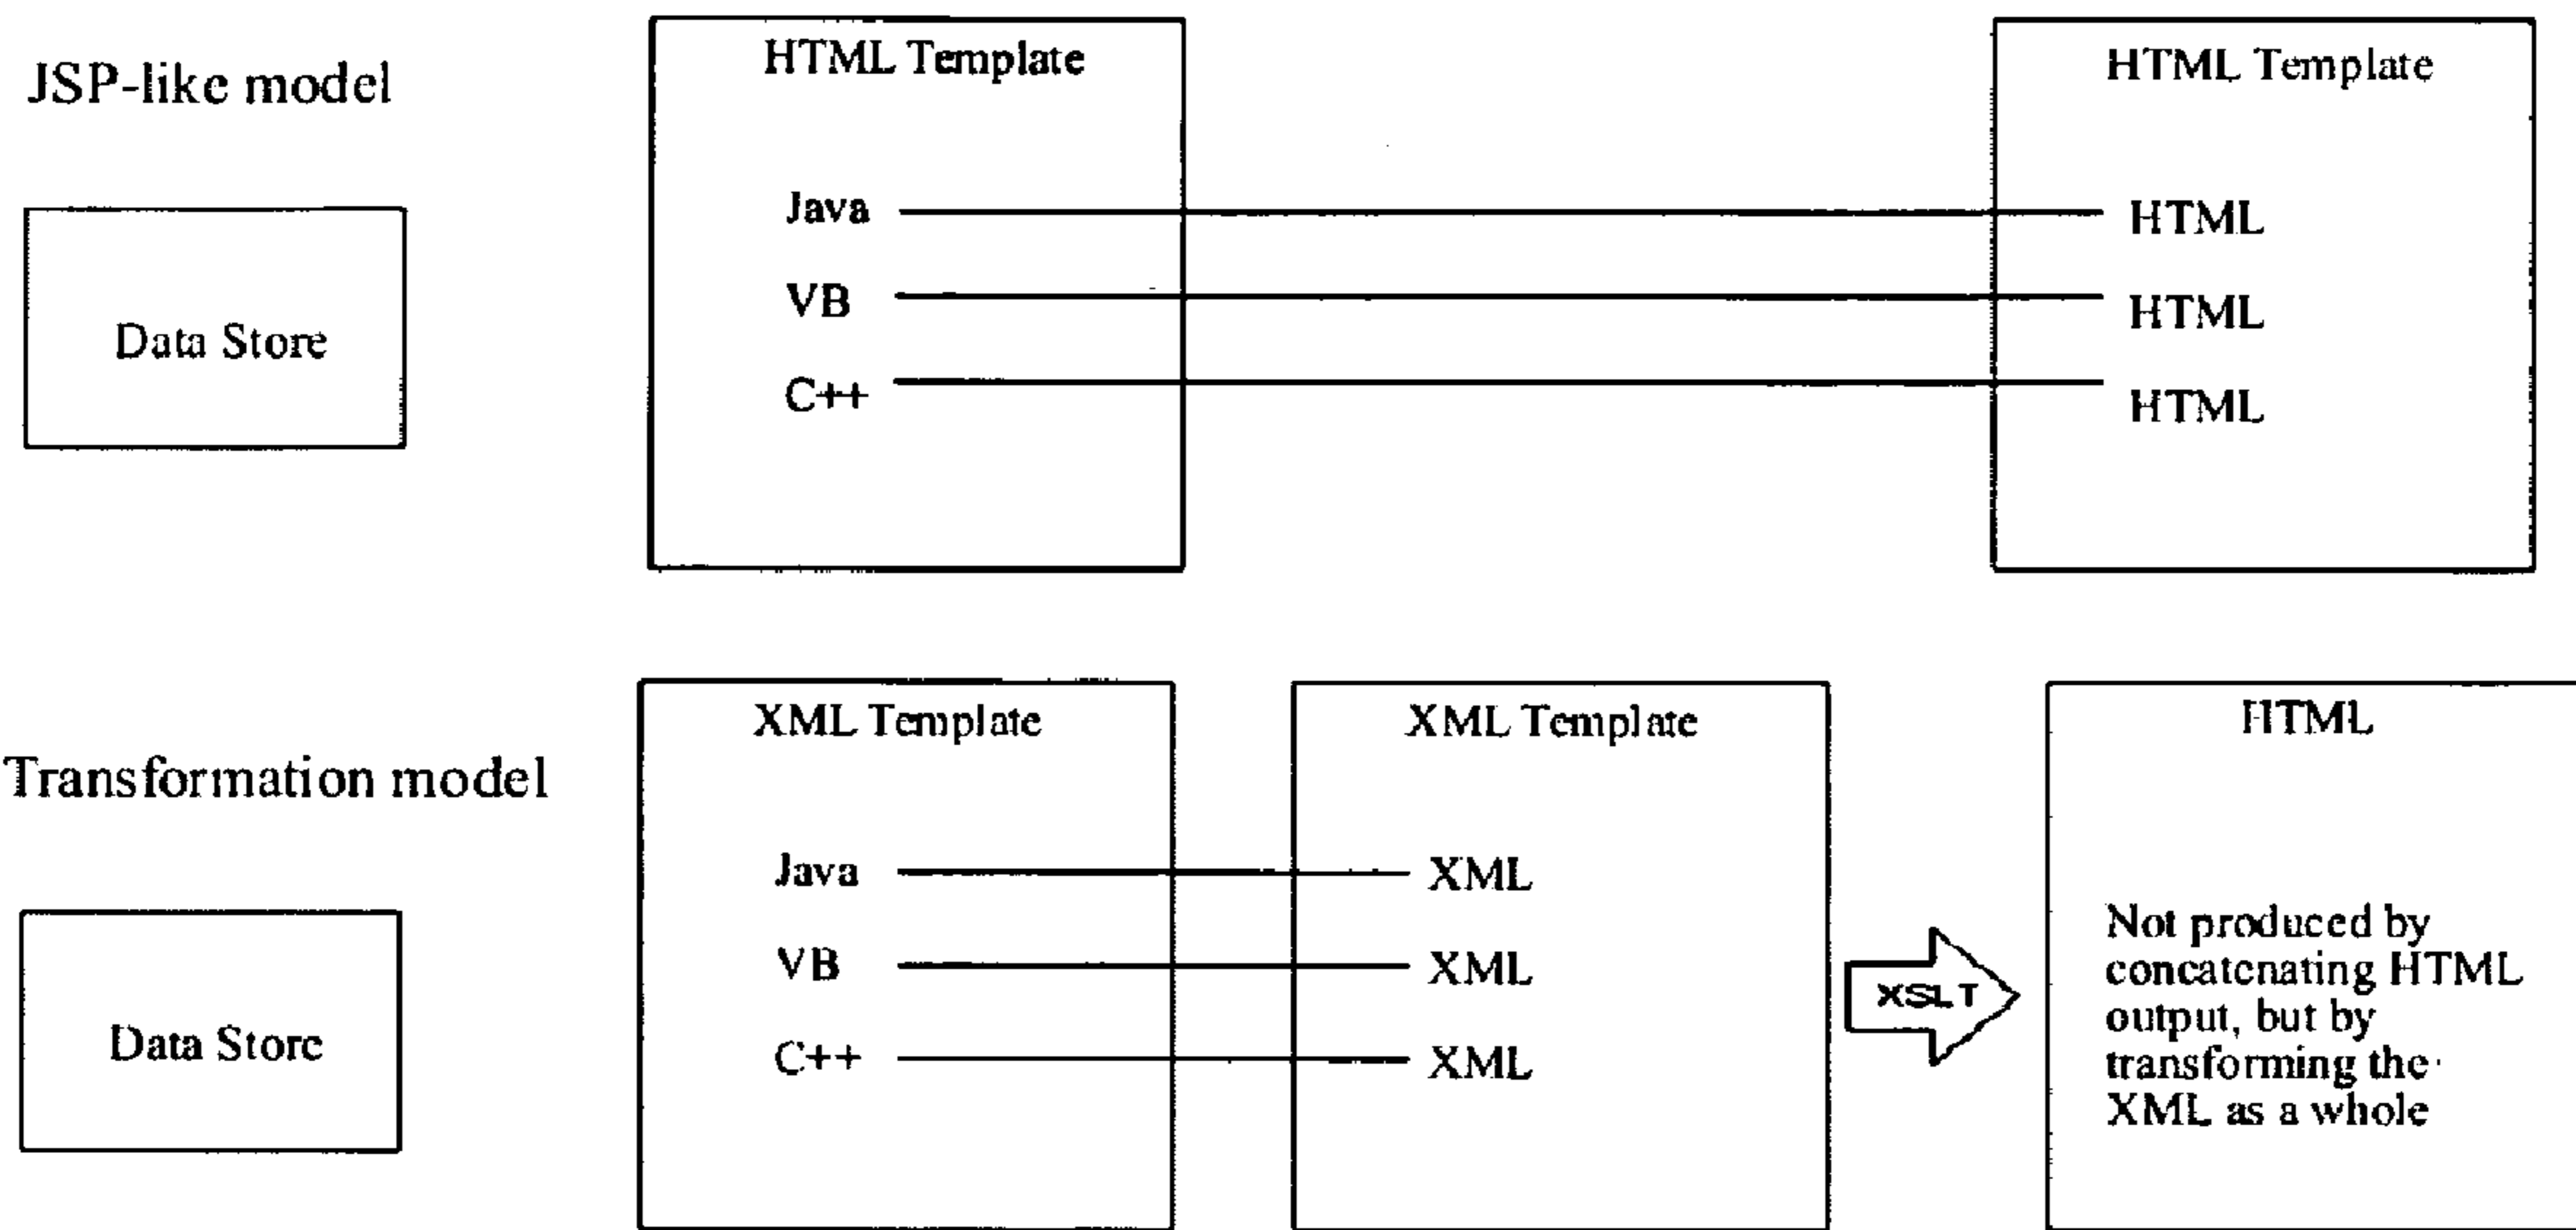 JSP-like model
Data Store
HTML Template
Java
VB
C++
HTML Template
HTML
HTML
HTML
Transformation model
Data Store
XML Template
Java
VB
C++
XML Template
XML
XML
XML
XSLT
HTML
Not produced by
concatenating HTML
output, but by
transforming the
XML as a whole